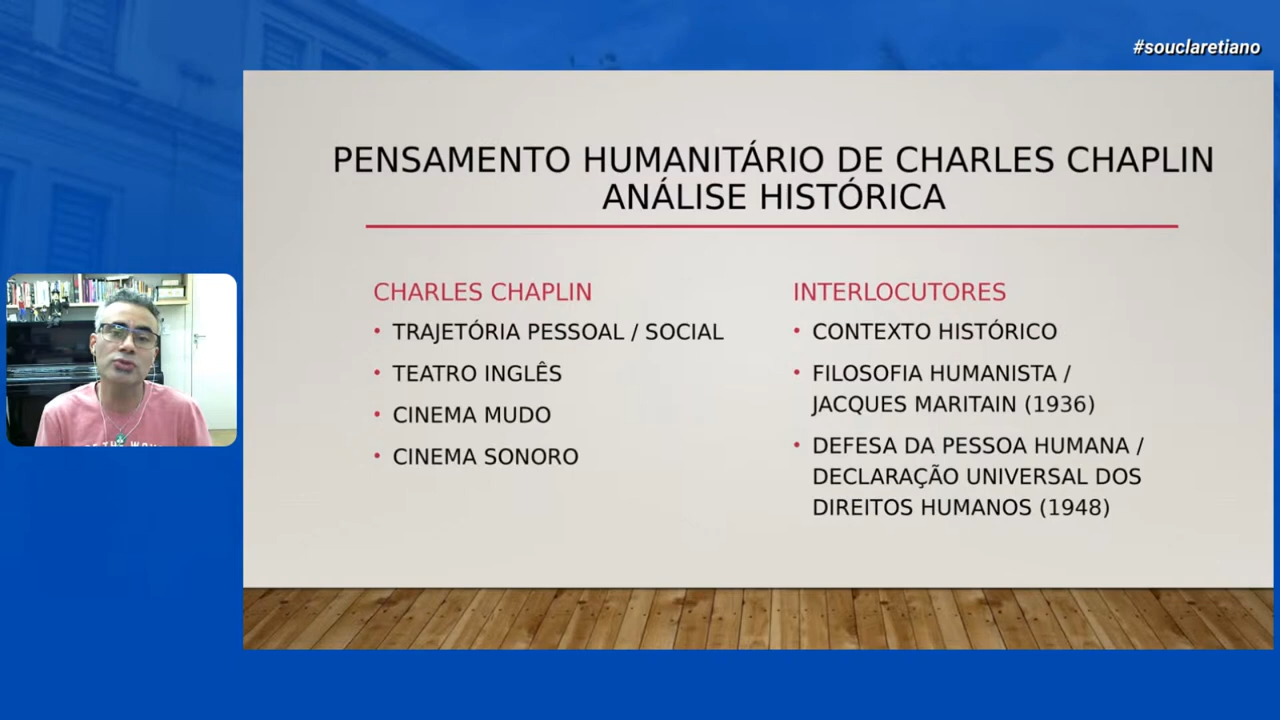 #souclaretiano
PENSAMENTO HUMANITÁRIO DE CHARLES CHAPLIN
ANÁLISE HISTÓRICA
CHARLES CHAPLIN
• TRAJETÓRIA PESSOAL / SOCIAL
• TEATRO INGLÊS
• CINEMA MUDO
• CINEMA SONORO
INTERLOCUTORES
• CONTEXTO HISTÓRICO
• FILOSOFIA HUMANISTA /
JACQUES MARITAIN (1936)
• DEFESA DA PESSOA HUMANA /
DECLARAÇÃO UNIVERSAL DOS
DIREITOS HUMANOS (1948)